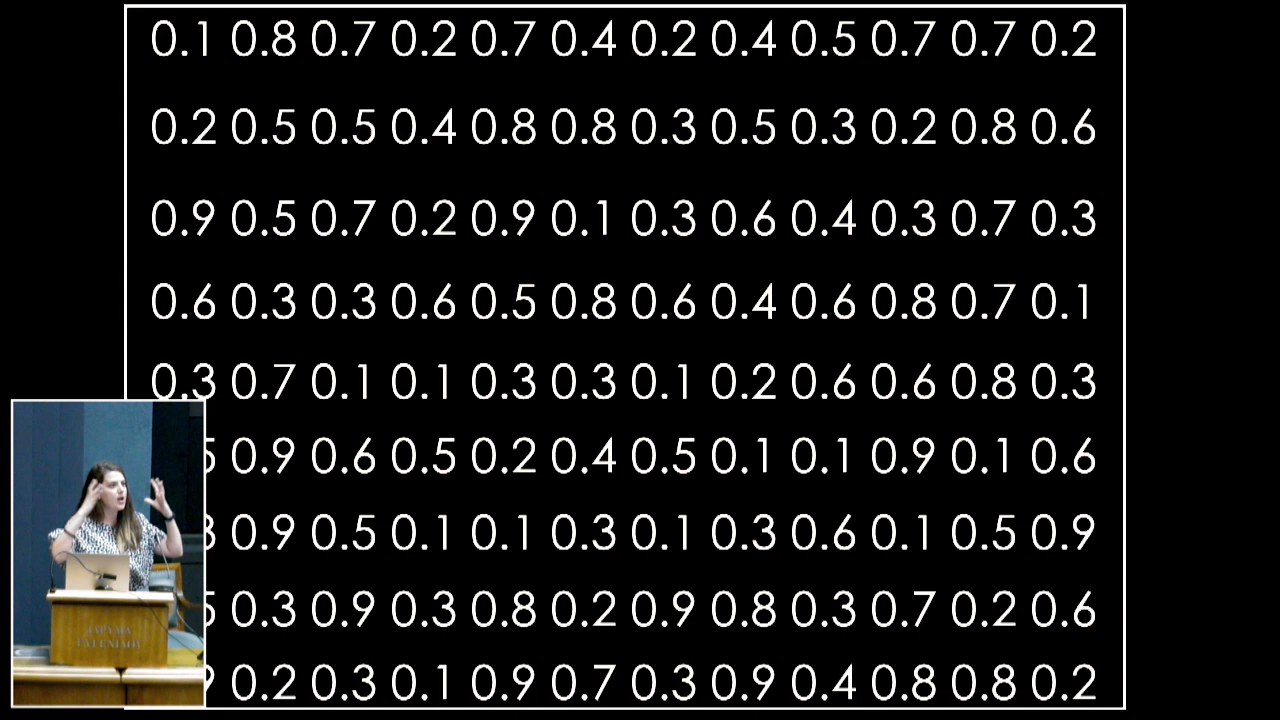 0.1 0.8 0.7 0.2 0.7 0.4 0.2 0.4 0.5 0.7 0.7 0.2
0.2 0.5 0.5 0.4 0.8 0.8 0.3 0.5 0.3 0.2 0.8 0.6
0.9 0.5 0.7 0.2 0.9 0.1 0.3 0.6 0.4 0.3 0.7 0.3
0.6 0.3 0.3 0.6 0.5 0.8 0.6 0.4 0.6 0.8 0.7 0.1
0.3 0.7 0.1 0.1 0.3 0.3 0.1 0.2 0.6 0.6 0.8 0.3
0.9 0.6 0.5 0.2 0.4 0.5 0.1 0.1 0.9 0.1 0.6
0.9 0.5 0.1 0.1 0.3 0.1 0.3 0.6 0.1 0.5 0.9
0.3 0.9 0.3 0.8 0.2 0.9 0.8 0.3 0.7 0.2 0.6
0.2 0.3 0.1 0.9 0.7 0.3 0.9 0.4 0.8 0.8 0.2
ΙΔΡΥΜΑ
ΕΥΓΕΝΙΔΟΥ